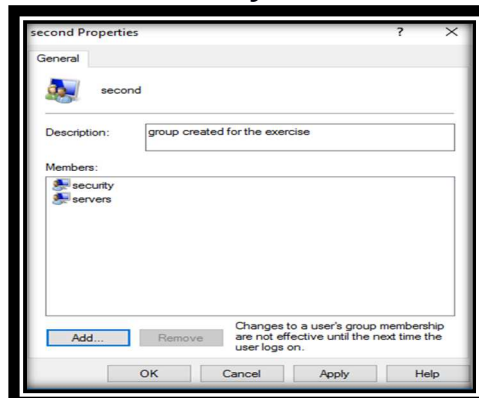 second Properties ? ×
General
second
Description: group created for the exercise
Members:
security
servers
Add... Remove
Changes to a user's group membership
are not effective until the next time the
user logs on.
OK Cancel Apply Help